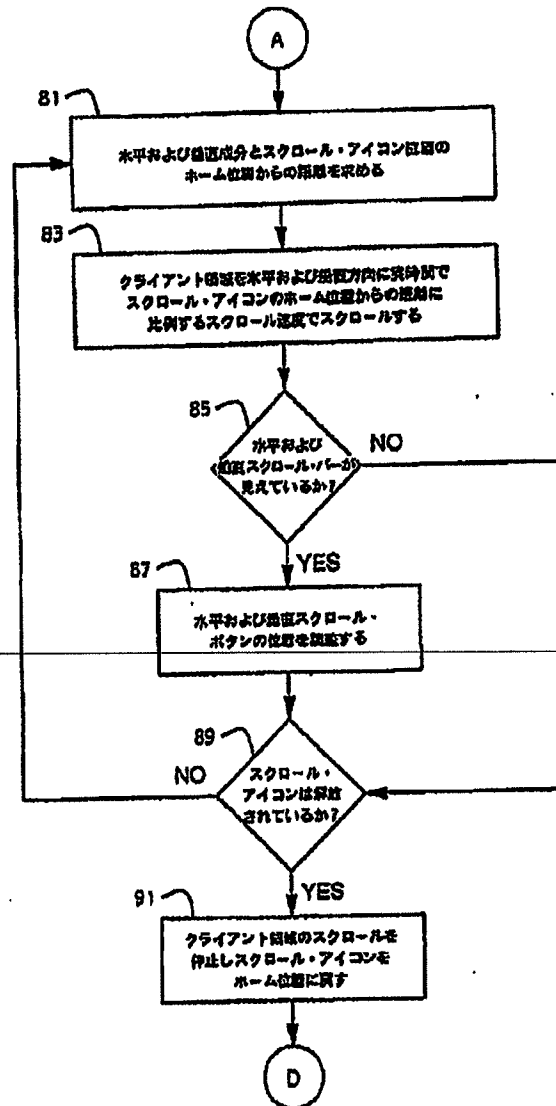 A
81
水平および垂直成分とスクロール・アイコン位置の
ホーム位置からの距離を求める
83
クライアント領域を水平および垂直方向に実時間で
スクロール・アイコンのホーム位置からの距離に
比例するスクロール速度でスクロールする
85
水平および
垂直スクロール・バーが
見えているか?
NO
YES
87
水平および垂直スクロール・
ボタンの位置を調整する
89
スクロール・
アイコンは解放
されているか?
NO
YES
91
クライアント領域のスクロールを
停止しスクロール・アイコンを
ホーム位置に戻す
D